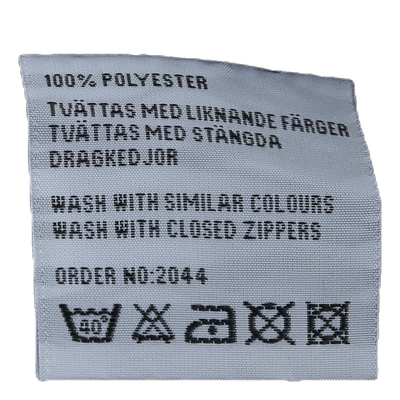 100% POLYESTER
TVÄTTAS MED LIKNANDE FÄRGER
TVÄTTAS MED STÄNGDA
DRAGKEDJOR
WASH WITH SIMILAR COLOURS
WASH WITH CLOSED ZIPPERS
ORDER NO:2044
40°